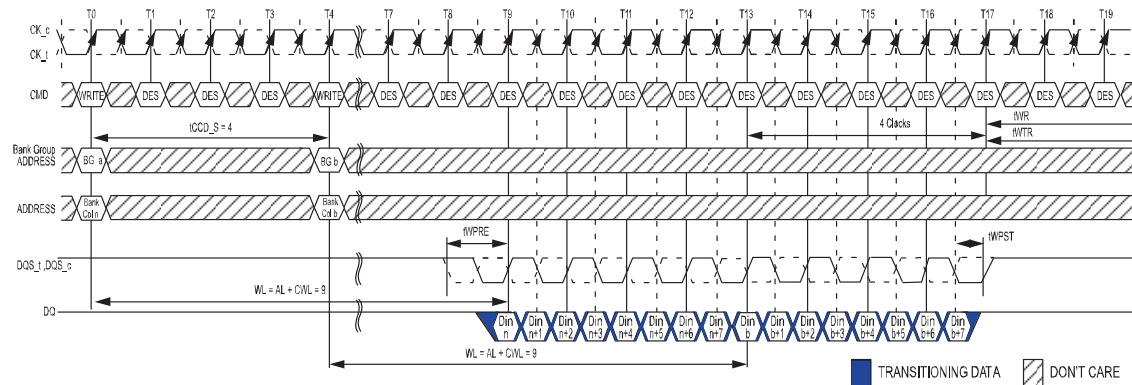 T0 T1 T2 T3 T4 T7 T8 T9 T10 T11 T12 T13 T14 T15 T16 T17 T18 T19
CK_c
CK_t
CMD WRITE DES DES DES WRITE DES DES DES DES DES DES DES DES DES DES DES DES DES
tCCD_S = 4
4 Clocks
tWR
tWTR
Bank Group
ADDRESS
BG a
BG b
ADDRESS
Bank
Col n
Bank
Col b
tWPRE
tWPST
DQS_t ,DQS_c
WL = AL + CWL = 9
DQ
Din Din Din Din Din Din Din Din Din Din Din Din Din Din Din Din
n n+1 n+2 n+3 n+4 n+5 n+6 n+7 b b+1 b+2 b+3 b+4 b+5 b+6 b+7
WL = AL + CWL = 9
TRANSITIONING DATA
DON'T CARE